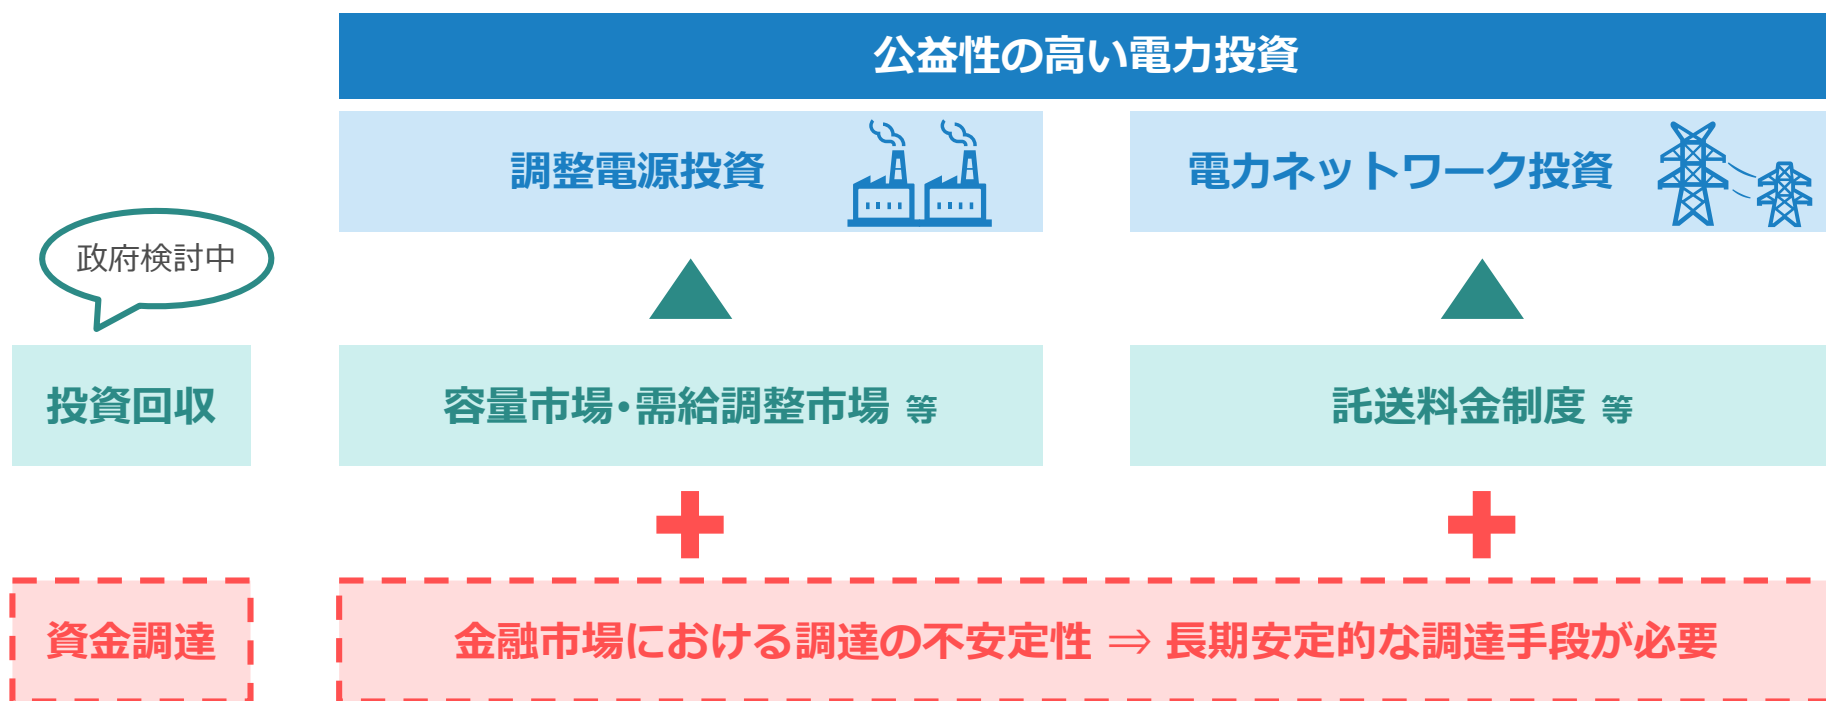 公益性の高い電力投資
調整電源投資
電力ネットワーク投資
政府検討中
投資回収
容量市場・需給調整市場 等
託送料金制度 等
資金調達
金融市場における調達の不安定性 ⇒ 長期安定的な調達手段が必要